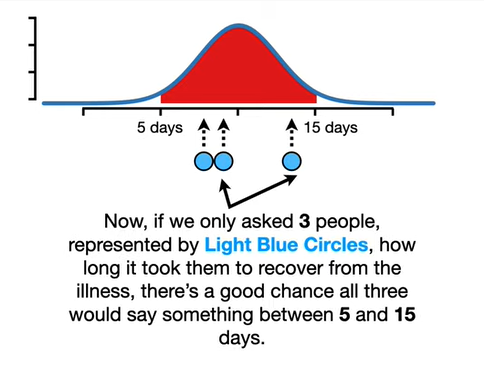 5 days
15 days
Now, if we only asked 3 people,
represented by Light Blue Circles, how
long it took them to recover from the
illness, there’s a good chance all three
would say something between 5 and 15
days.